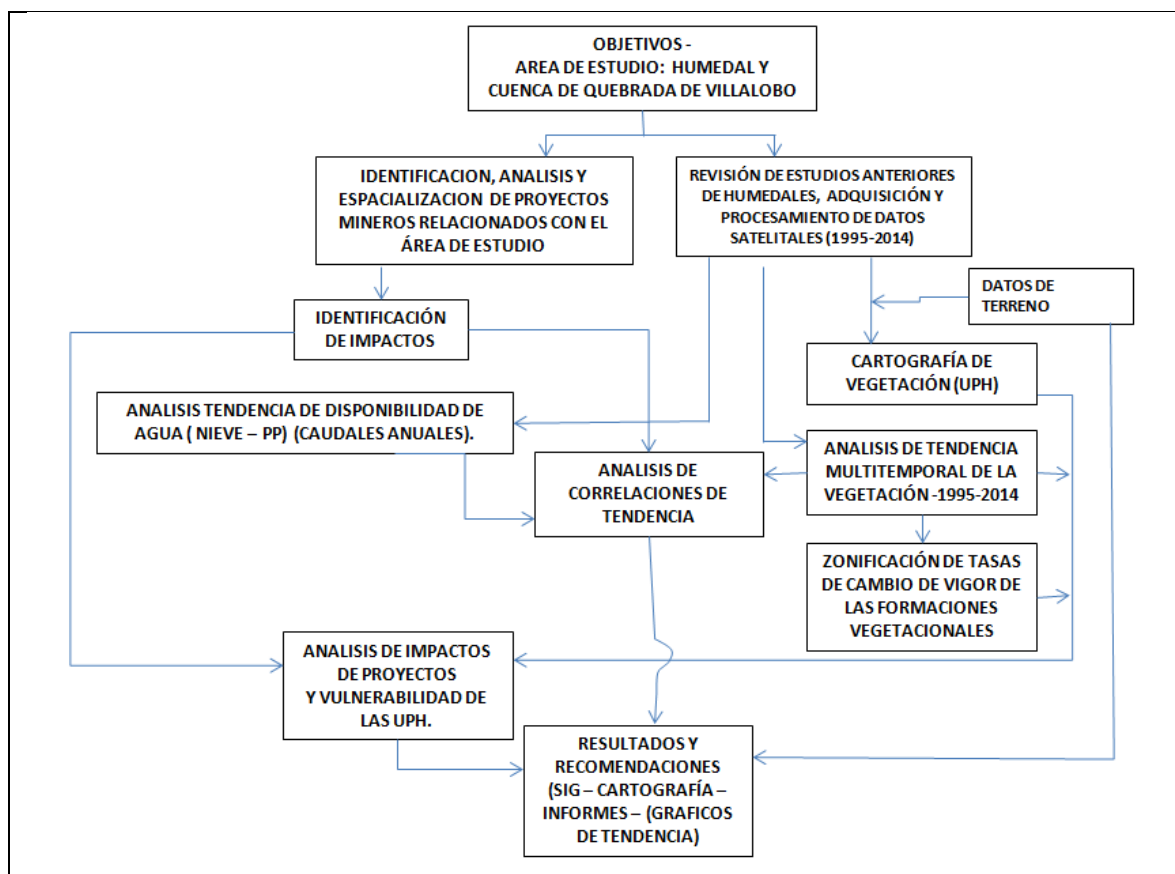 OBJETIVOS -
AREA DE ESTUDIO: HUMEDAL Y
CUENCA DE QUEBRADA DE VILLALOBO
IDENTIFICACION, ANALISIS Y
ESPACIALIZACION DE PROYECTOS
MINEROS RELACIONADOS CON EL
ÁREA DE ESTUDIO
REVISIÓN DE ESTUDIOS ANTERIORES
DE HUMEDALES, ADQUISICIÓN Y
PROCESAMIENTO DE DATOS
SATELITALES (1995-2014)
DATOS DE
TERRENO
IDENTIFICACIÓN
DE IMPACTOS
CARTOGRAFÍA DE
VEGETACIÓN (UPH)
ANALISIS TENDENCIA DE DISPONIBILIDAD DE
AGUA ( NIEVE – PP) (CAUDALES ANUALES).
ANALISIS DE
CORRELACIONES DE
TENDENCIA
ANALISIS DE TENDENCIA
MULTITEMPORAL DE LA
VEGETACIÓN -1995-2014
ZONIFICACIÓN DE TASAS
DE CAMBIO DE VIGOR DE
LAS FORMACIONES
VEGETACIONALES
ANALISIS DE IMPACTOS
DE PROYECTOS
Y VULNERABILIDAD DE
LAS UPH.
RESULTADOS Y
RECOMENDACIONES
(SIG – CARTOGRAFÍA –
INFORMES – (GRAFICOS
DE TENDENCIA)